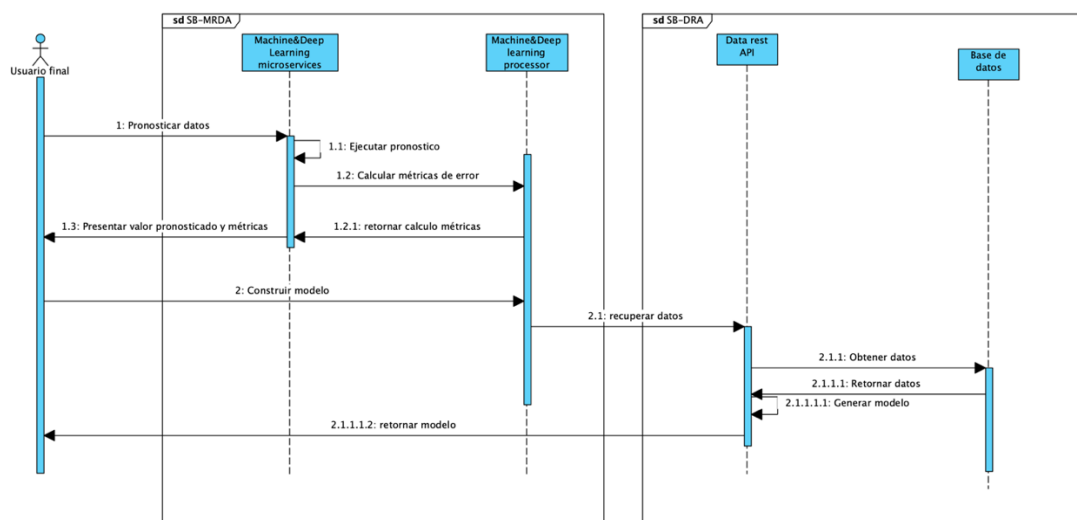 sd SB-MRDA
sd SB-DRA
Usuario final
Machine&Deep
Learning
microservices
Machine&Deep
learning
processor
Data rest
API
Base de
datos
1: Pronosticar datos
1.1: Ejecutar pronostico
1.2: Calcular métricas de error
1.3: Presentar valor pronosticado y métricas
1.2.1: retornar calculo métricas
2: Construir modelo
2.1: recuperar datos
2.1.1: Obtener datos
2.1.1.1: Retornar datos
2.1.1.1.1: Generar modelo
2.1.1.1.2: retornar modelo